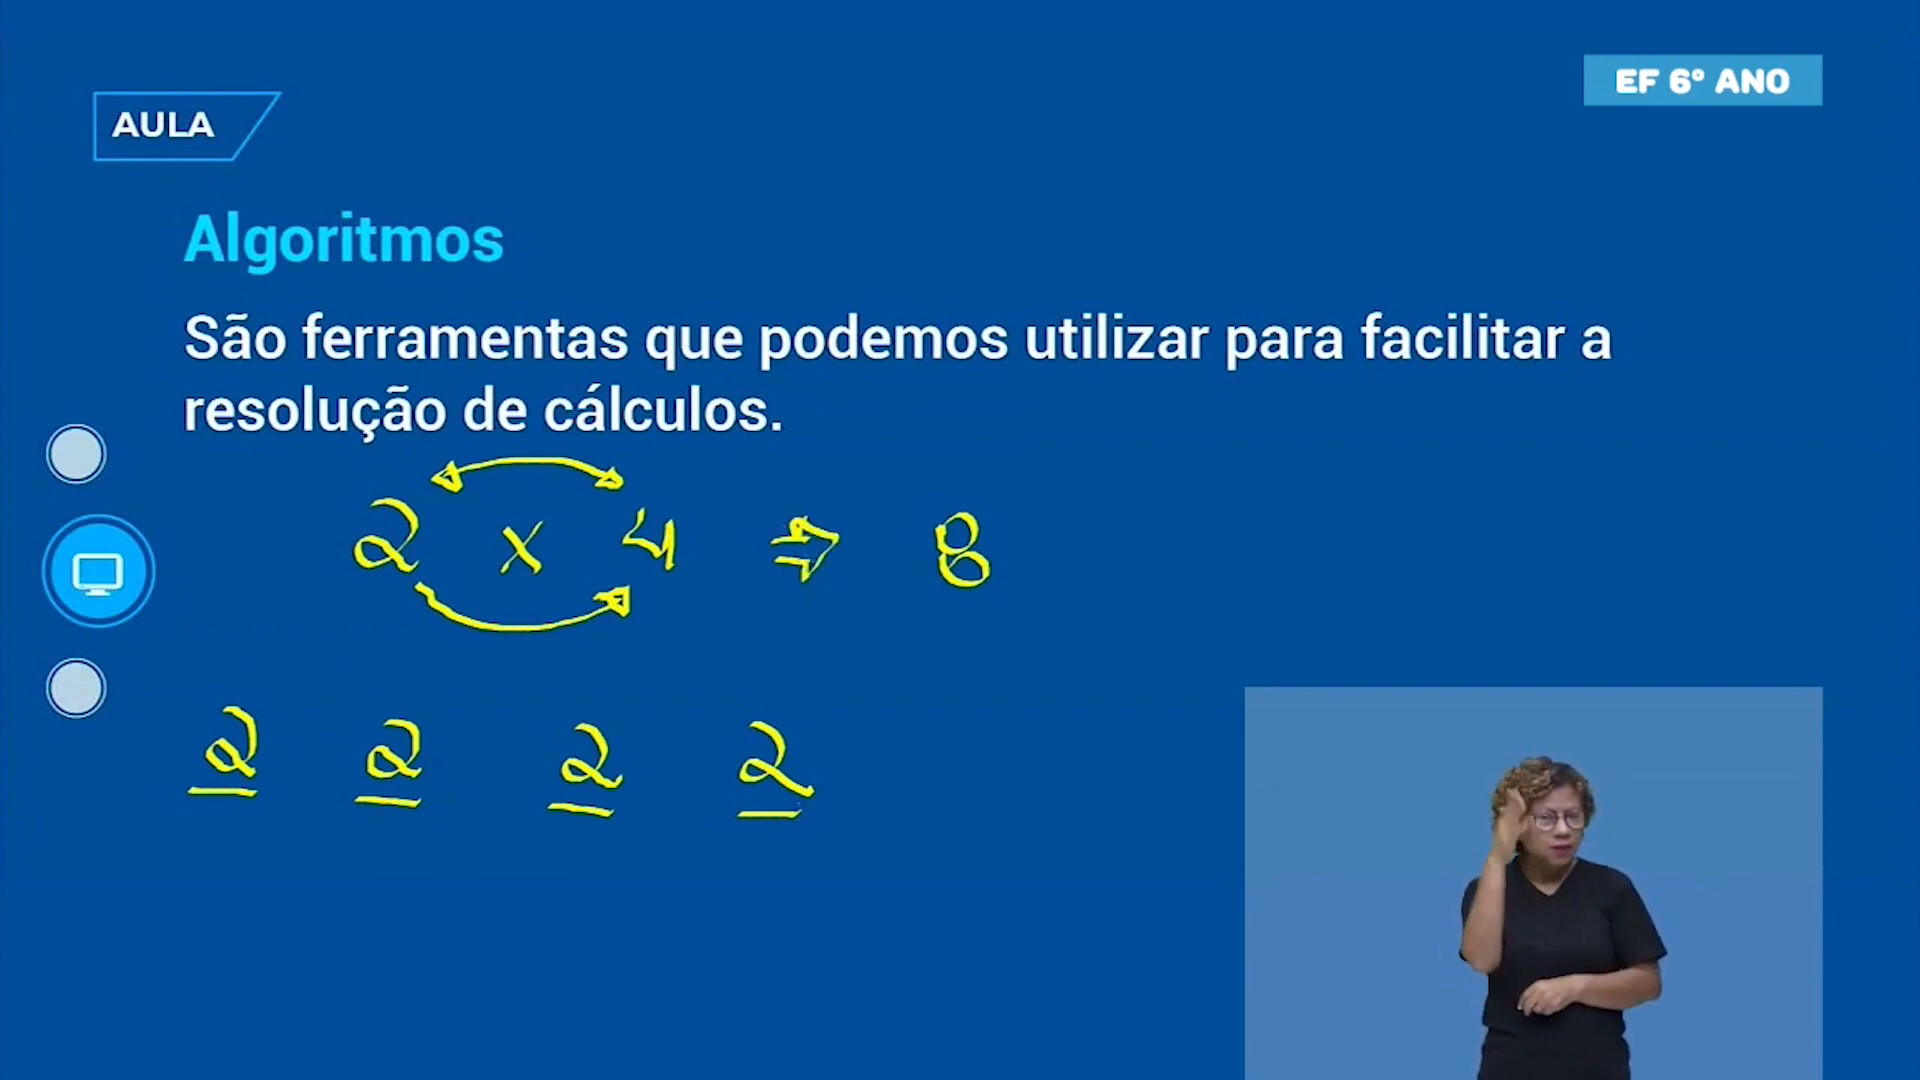 EF 6º ANO
AULA
Algoritmos
São ferramentas que podemos utilizar para facilitar a
resolução de cálculos.
2 x 4 ⇒ 8
2 2 2 2